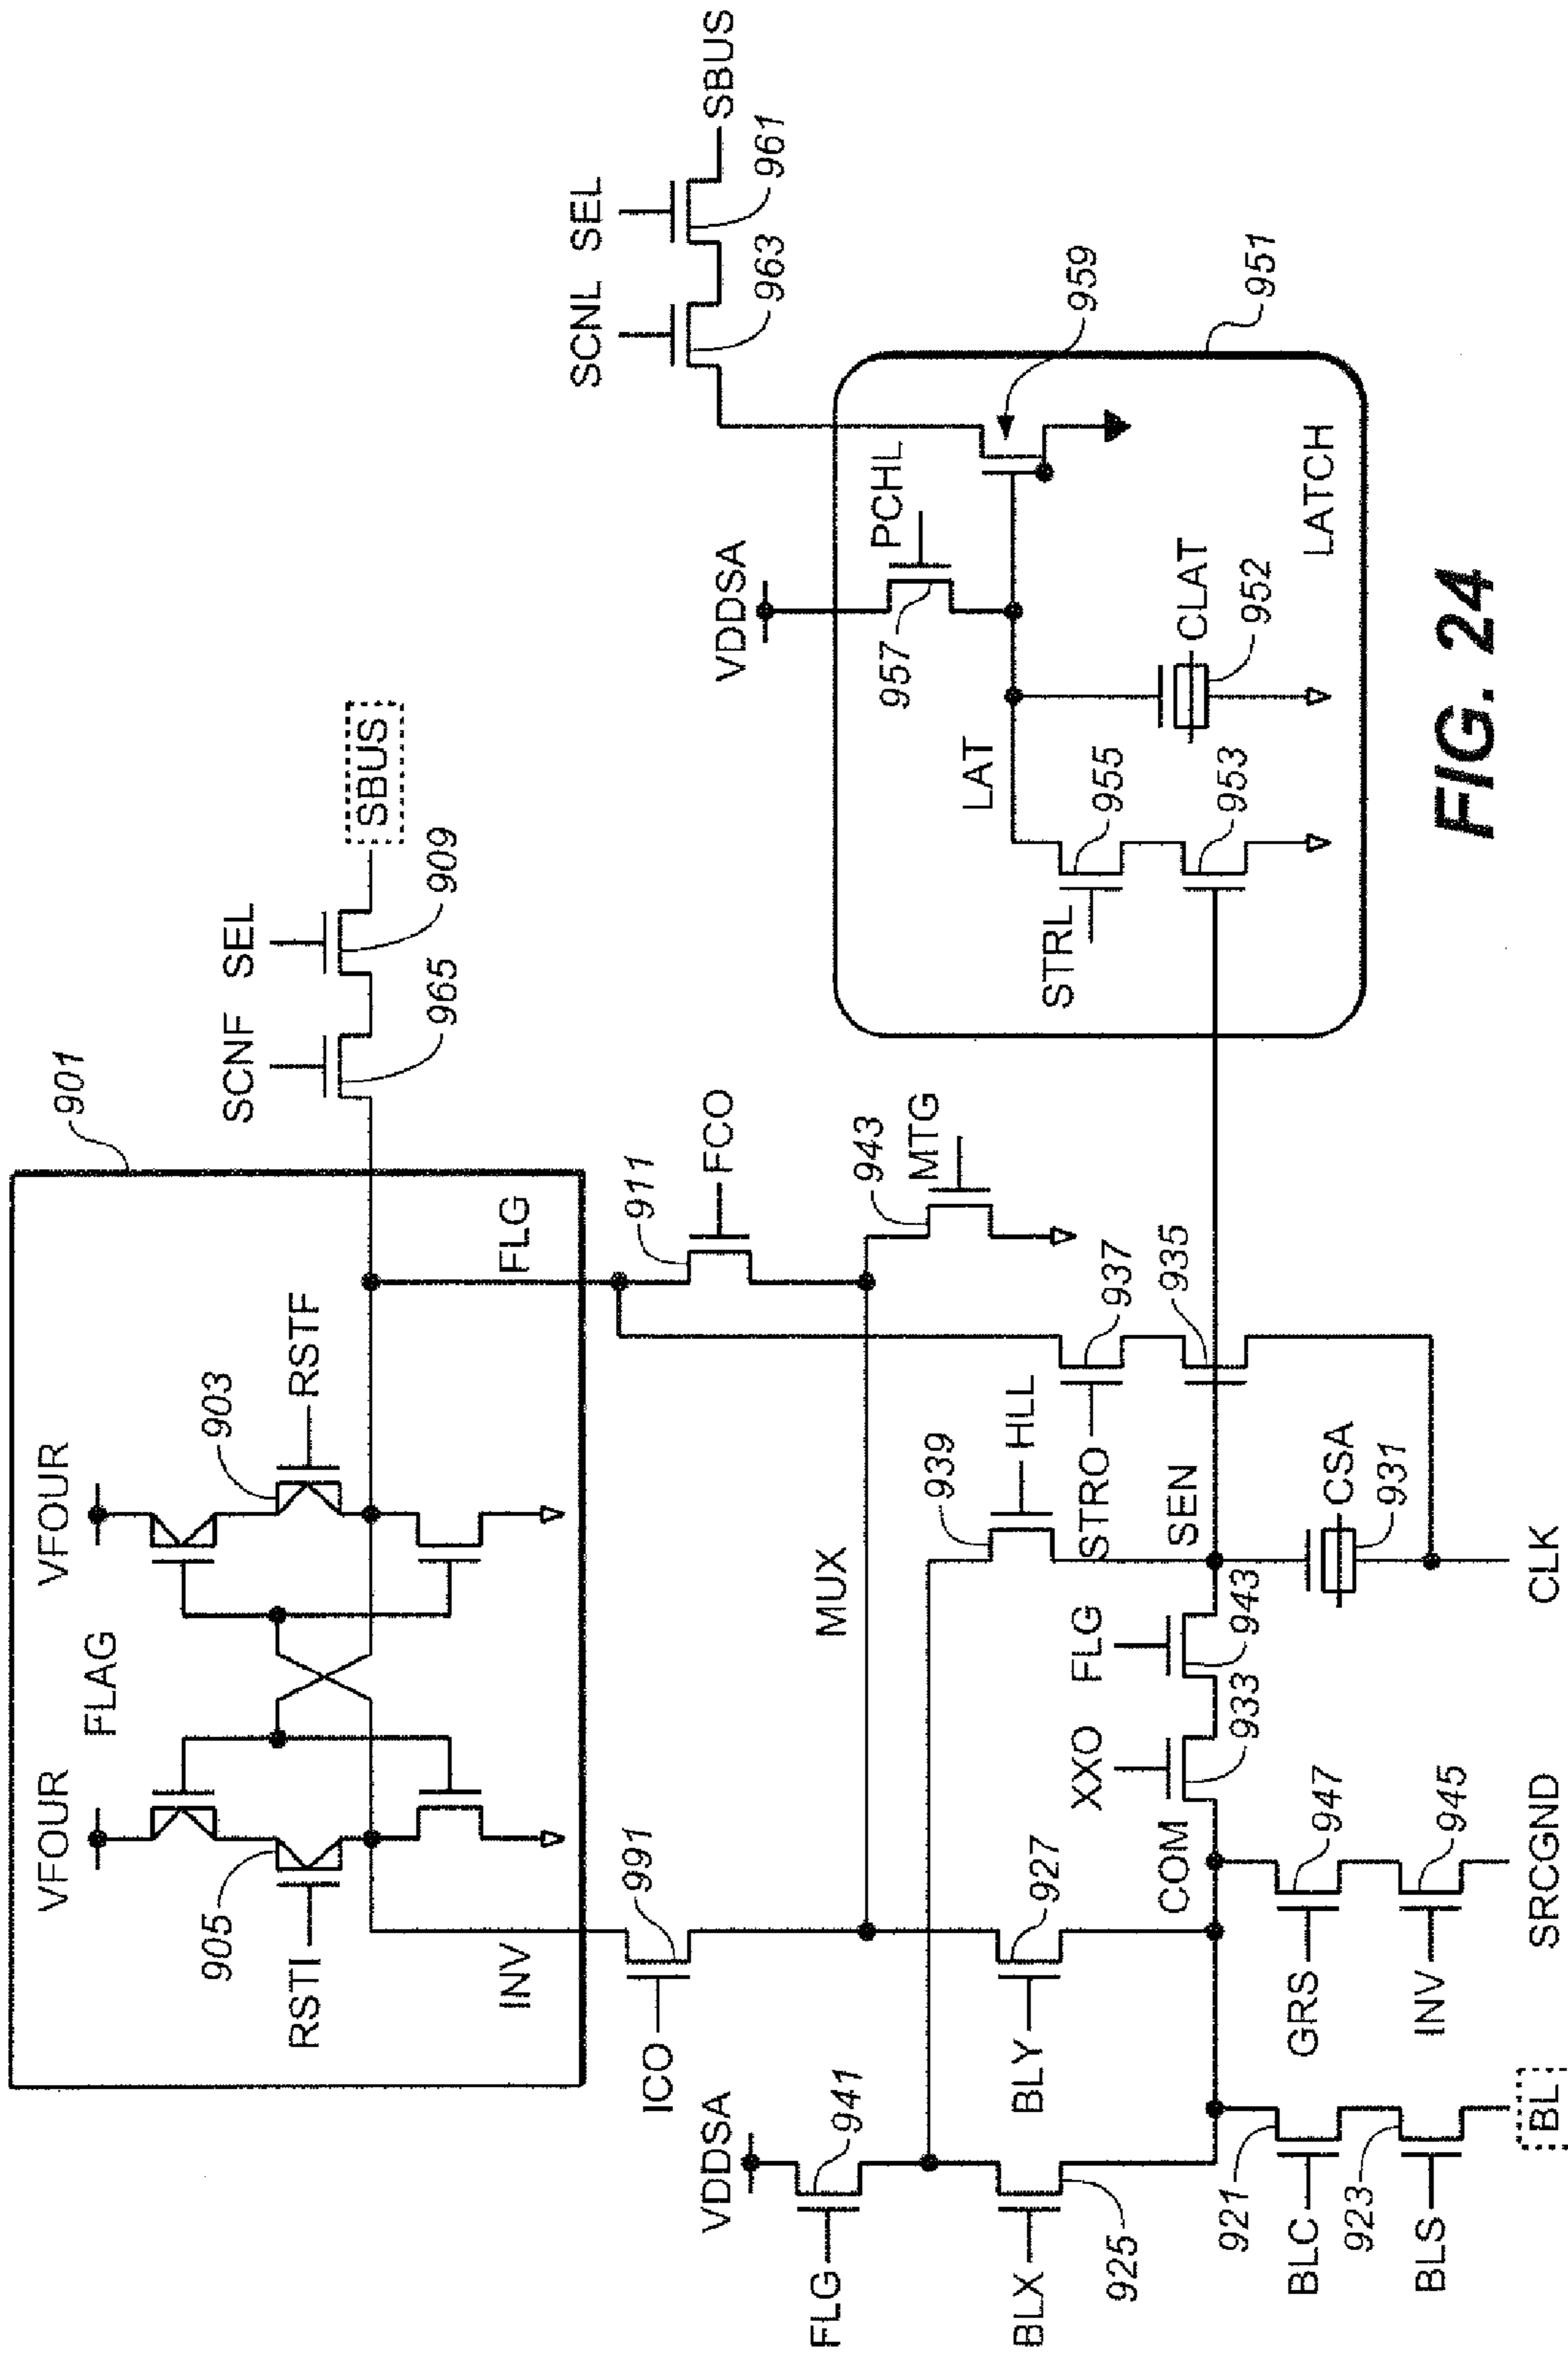 901
VFOUR
FLAG
VFOUR
905
RSTI
903
RSTF
INV
FLG
SCNF
SEL
965
909
SBUS
ICO
991
911
FCO
MUX
943
MTG
VDDSA
FLG
941
BLX
925
BLY
927
939
HLL
STRO
937
935
COM
XXO
933
FLG
943
SEN
CSA
931
CLK
BLC
921
BLS
923
BL
GRS
947
INV
945
SRCGND
SCNL
SEL
963
961
SBUS
VDDSA
PCHL
957
959
LAT
STRL
955
953
CLAT
952
LATCH
951
FIG. 24